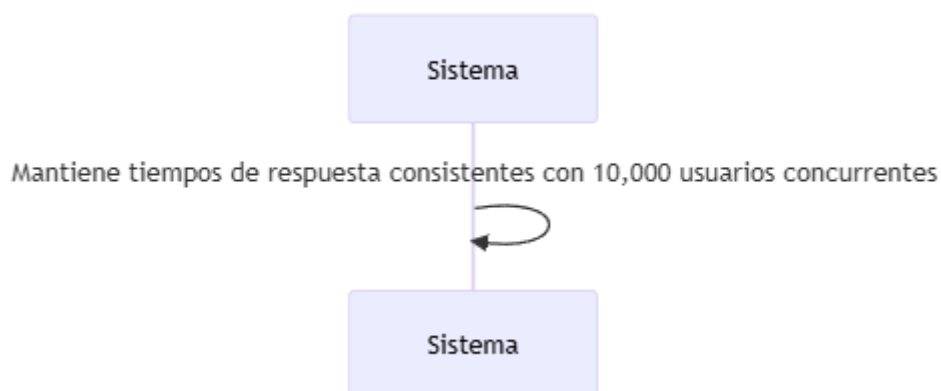 Sistema
Mantiene tiempos de respuesta consistentes con 10,000 usuarios concurrentes
Sistema